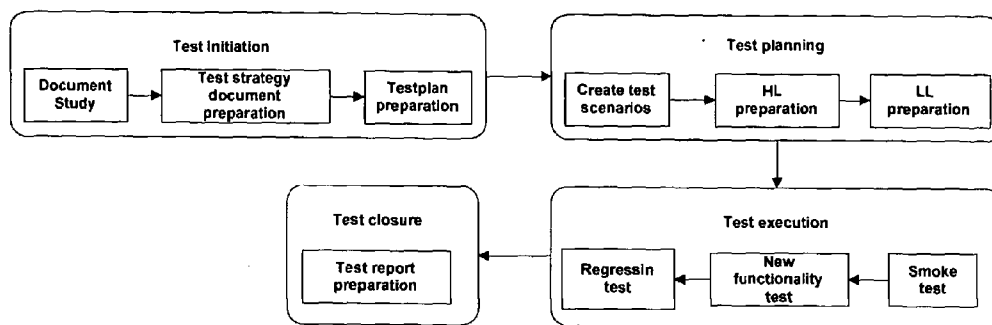 Test initiation
Document
Study
Test strategy
document
preparation
Testplan
preparation
Test planning
Create test
scenarios
HL
preparation
LL
preparation
Test closure
Test report
preparation
Test execution
Regressin
test
New
functionality
test
Smoke
test